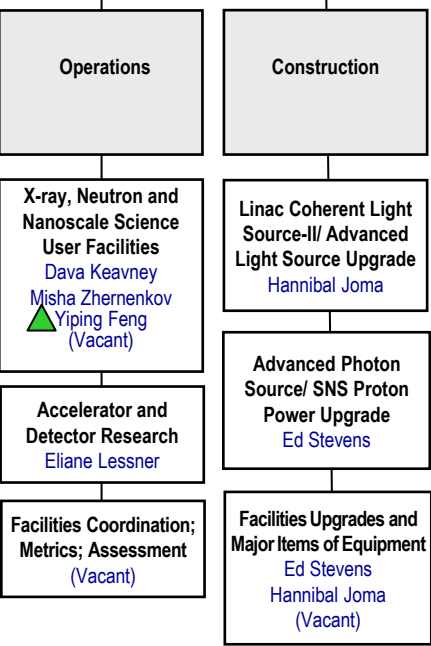 Operations
X-ray, Neutron and
Nanoscale Science
User Facilities
Dava Keavney
Misha Zhernenkov
Yiping Feng
(Vacant)
Accelerator and
Detector Research
Eliane Lessner
Facilities Coordination;
Metrics; Assessment
(Vacant)
Construction
Linac Coherent Light
Source-II/ Advanced
Light Source Upgrade
Hannibal Joma
Advanced Photon
Source/ SNS Proton
Power Upgrade
Ed Stevens
Facilities Upgrades and
Major Items of Equipment
Ed Stevens
Hannibal Joma
(Vacant)